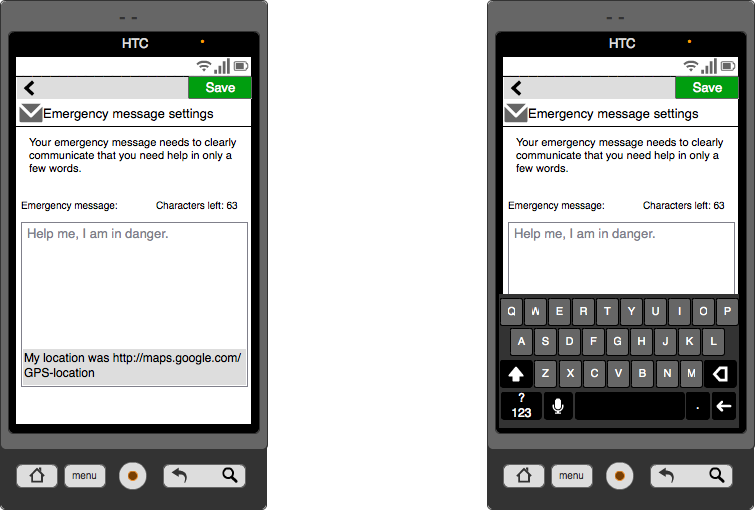 HTC
Save
Emergency message settings
Your emergency message needs to clearly
communicate that you need help in only a
few words.
Emergency message: Characters left: 63
Help me, I am in danger.
My location was http://maps.google.com/
GPS-location
menu
HTC
Save
Emergency message settings
Your emergency message needs to clearly
communicate that you need help in only a
few words.
Emergency message: Characters left: 63
Help me, I am in danger.
Q W E R T Y U I O P
A S D F G H J K L
Z X C V B N M
?
123 .
menu